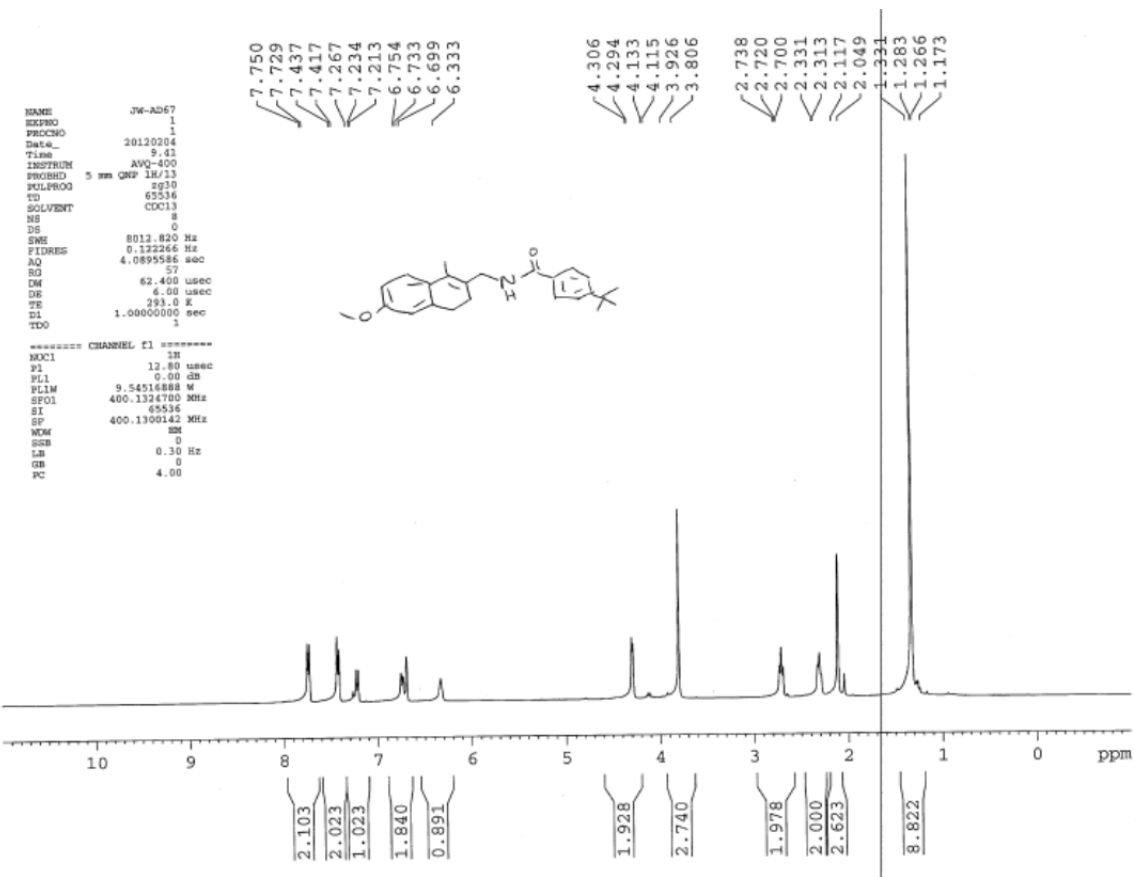 7.750
7.729
7.437
7.417
7.267
7.234
7.213
6.754
6.733
6.699
6.333
4.306
4.294
4.133
4.115
3.926
3.806
2.738
2.720
2.700
2.331
2.313
2.117
2.049
1.331
1.283
1.266
1.173
NAME JW-AD67
EXPNO 1
PROCNO 1
Date_ 20120204
Time 9.41
INSTRUM AVQ-400
PROBHD 5 mm QNP 1H/13
PULPROG zg30
TD 65536
SOLVENT CDCl3
NS 8
DS 0
SWH 8012.820 Hz
FIDRES 0.122266 Hz
AQ 4.0895586 sec
RG 57
DW 62.400 usec
DE 6.00 usec
TE 293.0 K
D1 1.00000000 sec
TD0 1
======== CHANNEL f1 ========
NUC1 1H
P1 12.80 usec
PL1 0.00 dB
PL1W 9.54516888 W
SFO1 400.1324700 MHz
SI 65536
SF 400.1300142 MHz
WDW EM
SSB 0
LB 0.30 Hz
GB 0
PC 4.00
O
O
N
H
10 9 8 7 6 5 4 3 2 1 0 ppm
2.103
2.023
1.023
1.840
0.891
1.928
2.740
1.978
2.000
2.623
8.822